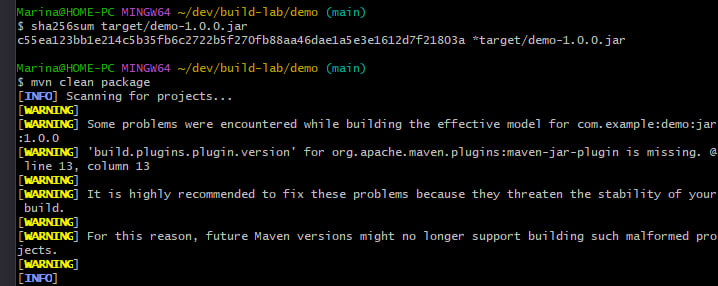 Marina@HOME-PC MINGW64 ~/dev/build-lab/demo (main)
$ sha256sum target/demo-1.0.0.jar
c55ea123bb1e214c5b35fb6c2722b5f270fb88aa46dae1a5e3e1612d7f21803a *target/demo-1.0.0.jar
Marina@HOME-PC MINGW64 ~/dev/build-lab/demo (main)
$ mvn clean package
[INFO] Scanning for projects...
[WARNING]
[WARNING] Some problems were encountered while building the effective model for com.example:demo:jar
:1.0.0
[WARNING] 'build.plugins.plugin.version' for org.apache.maven.plugins:maven-jar-plugin is missing. @
 line 13, column 13
[WARNING]
[WARNING] It is highly recommended to fix these problems because they threaten the stability of your
 build.
[WARNING]
[WARNING] For this reason, future Maven versions might no longer support building such malformed pro
jects.
[WARNING]
[INFO]